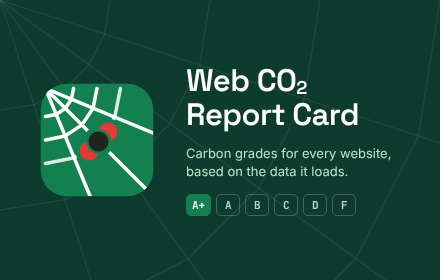 Web CO₂
Report Card
Carbon grades for every website,
based on the data it loads.
A+ A B C D F